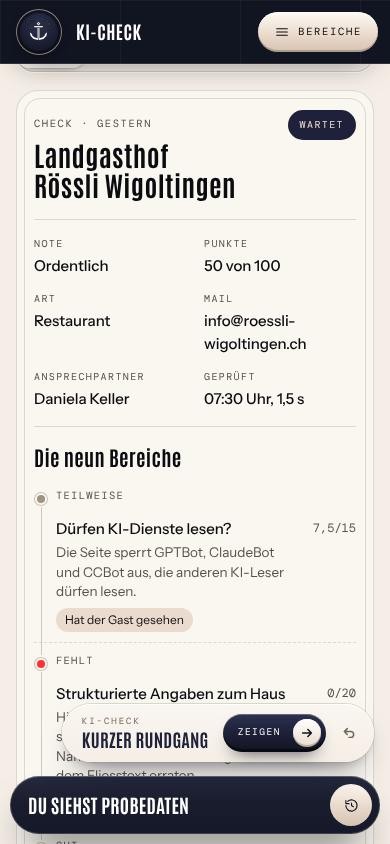 KI-CHECK
BEREICHE
CHECK · GESTERN
WARTET
Landgasthof
Rössli Wigoltingen
NOTE
PUNKTE
Ordentlich
50 von 100
ART
MAIL
Restaurant
info@roessli-
wigoltingen.ch
ANSPRECHPARTNER
GEPRÜFT
Daniela Keller
07:30 Uhr, 1,5 s
Die neun Bereiche
TEILWEISE
Dürfen KI-Dienste lesen?
7,5/15
Die Seite sperrt GPTBot, ClaudeBot
und CCBot aus, die anderen KI-Leser
dürfen lesen.
Hat der Gast gesehen
FEHLT
Strukturierte Angaben zum Haus
0/20
KI-CHECK
KURZER RUNDGANG
ZEIGEN
dem Fliesstext erraten.
DU SIEHST PROBEDATEN